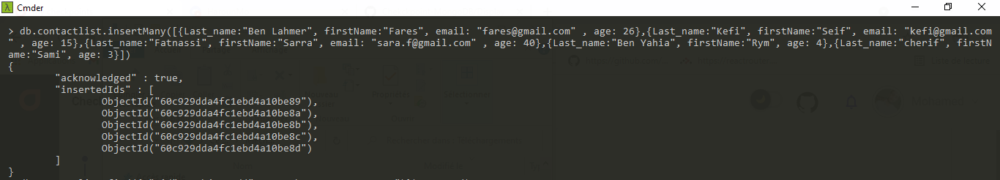 λ Cmder
> db.contactlist.insertMany([{Last_name:"Ben Lahmer", firstName:"Fares", email: "fares@gmail.com" , age: 26},{Last_name:"Kefi", firstName:"Seif", email: "kefi@gmail.com
" , age: 15},{Last_name:"Fatnassi", firstName:"Sarra", email: "sara.f@gmail.com" , age: 40},{Last_name:"Ben Yahia", firstName:"Rym", age: 4},{Last_name:"cherif", firstN
ame:"Sami", age: 3}])
{
"acknowledged" : true,
"insertedIds" : [
ObjectId("60c929dda4fc1ebd4a10be89"),
ObjectId("60c929dda4fc1ebd4a10be8a"),
ObjectId("60c929dda4fc1ebd4a10be8b"),
ObjectId("60c929dda4fc1ebd4a10be8c"),
ObjectId("60c929dda4fc1ebd4a10be8d")
]
}